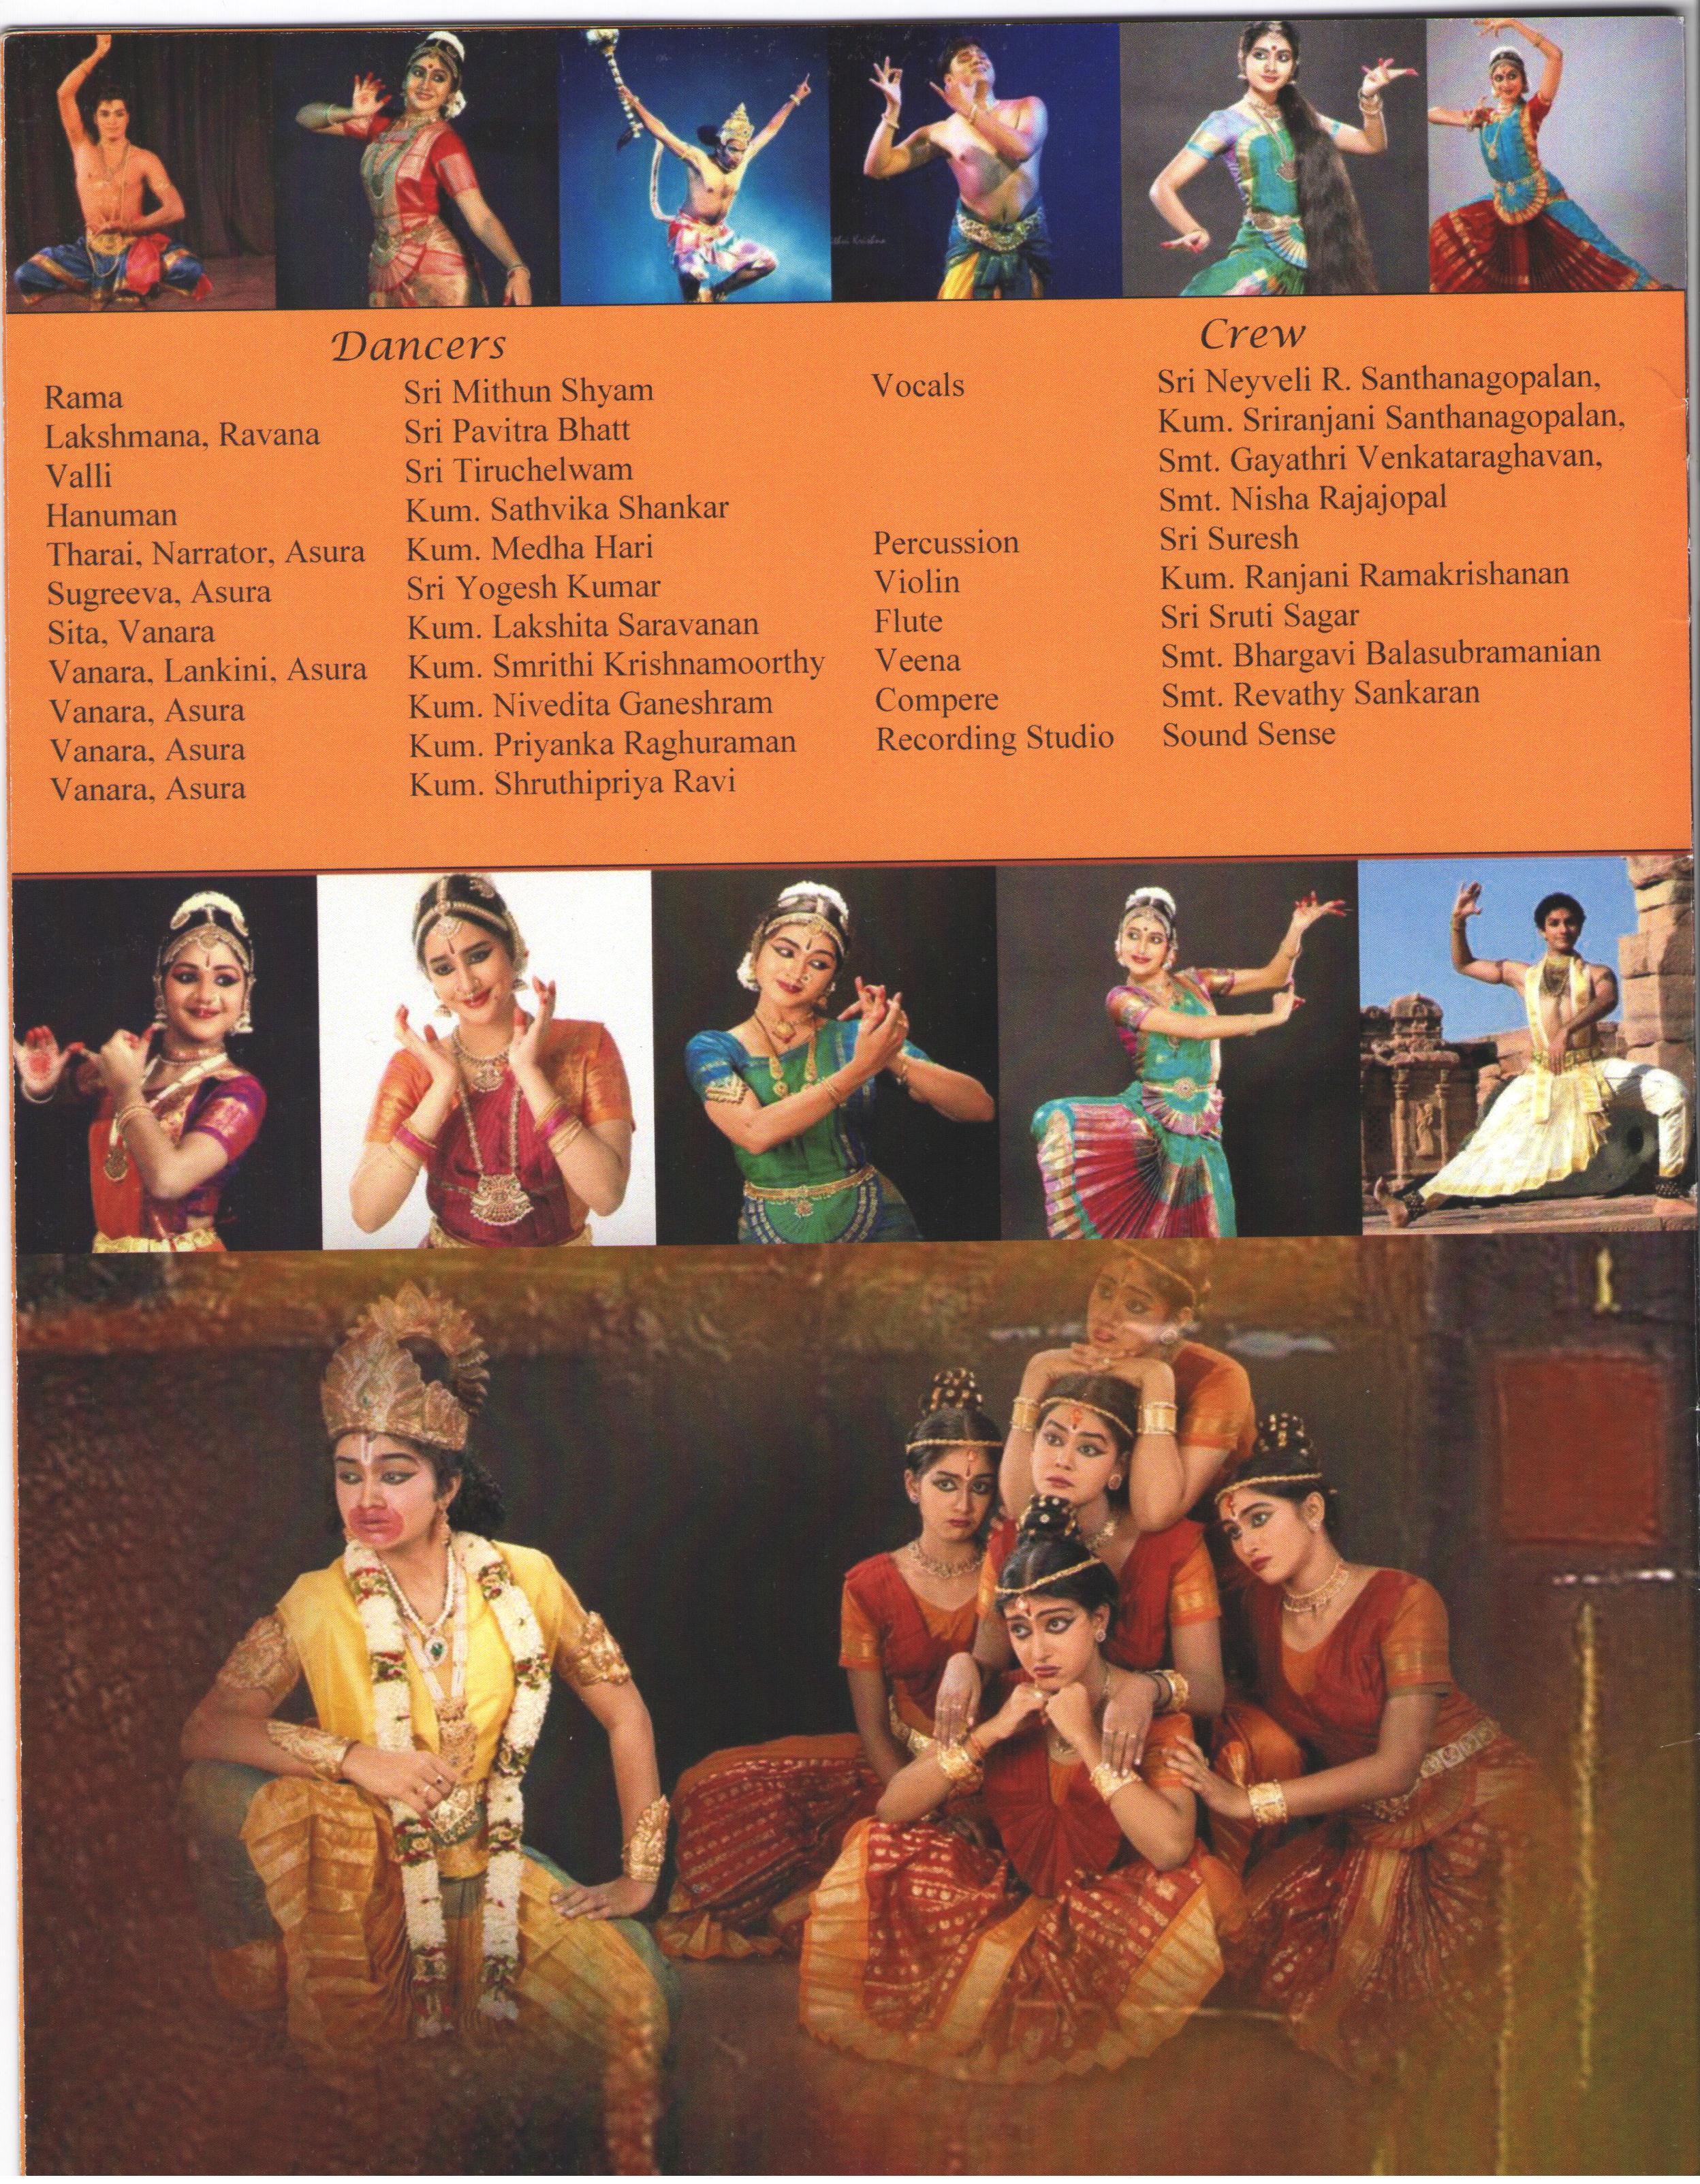 Dancers
Rama Sri Mithun Shyam
Lakshmana, Ravana Sri Pavitra Bhatt
Valli Sri Tiruchelwam
Hanuman Kum. Sathvika Shankar
Tharai, Narrator, Asura Kum. Medha Hari
Sugreeva, Asura Sri Yogesh Kumar
Sita, Vanara Kum. Lakshita Saravanan
Vanara, Lankini, Asura Kum. Smrithi Krishnamoorthy
Vanara, Asura Kum. Nivedita Ganeshram
Vanara, Asura Kum. Priyanka Raghuraman
Vanara, Asura Kum. Shruthipriya Ravi
Crew
Vocals Sri Neyveli R. Santhanagopalan,
Kum. Sriranjani Santhanagopalan,
Smt. Gayathri Venkataraghavan,
Smt. Nisha Rajajopal
Percussion Sri Suresh
Violin Kum. Ranjani Ramakrishanan
Flute Sri Sruti Sagar
Veena Smt. Bhargavi Balasubramanian
Compere Smt. Revathy Sankaran
Recording Studio Sound Sense